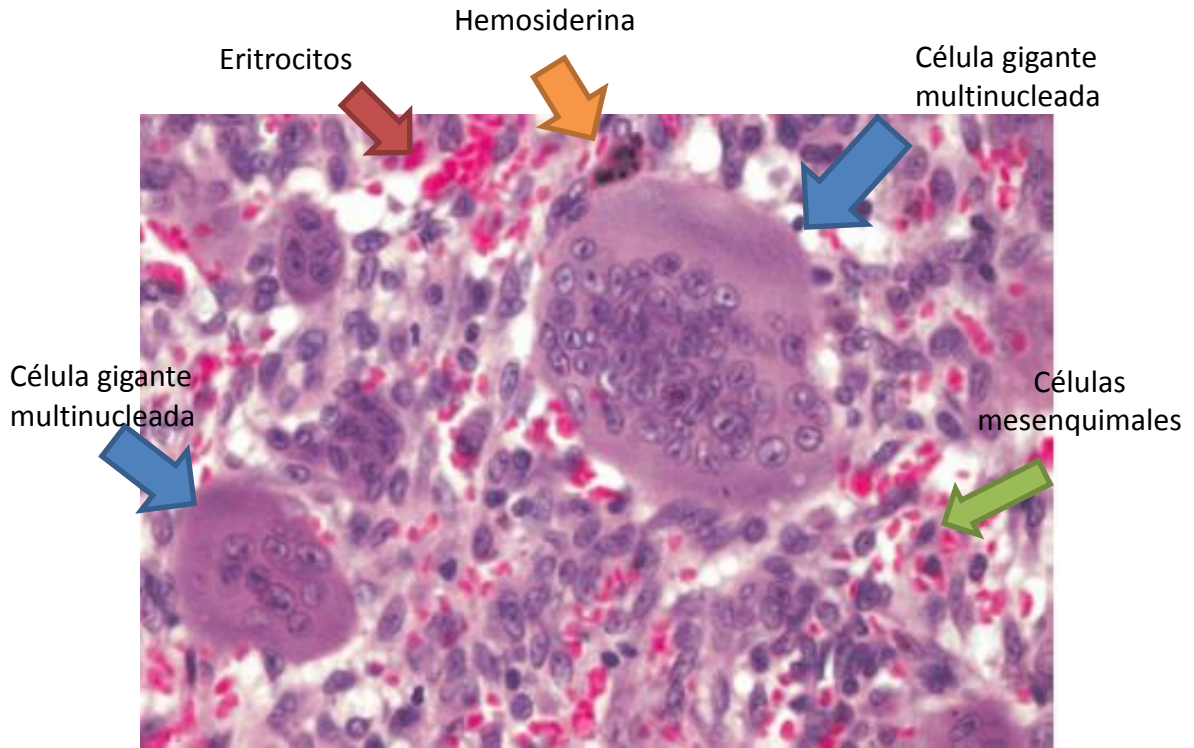 Hemosiderina
Eritrocitos
Célula gigante
multinucleada
Célula gigante
multinucleada
Células
mesenquimales